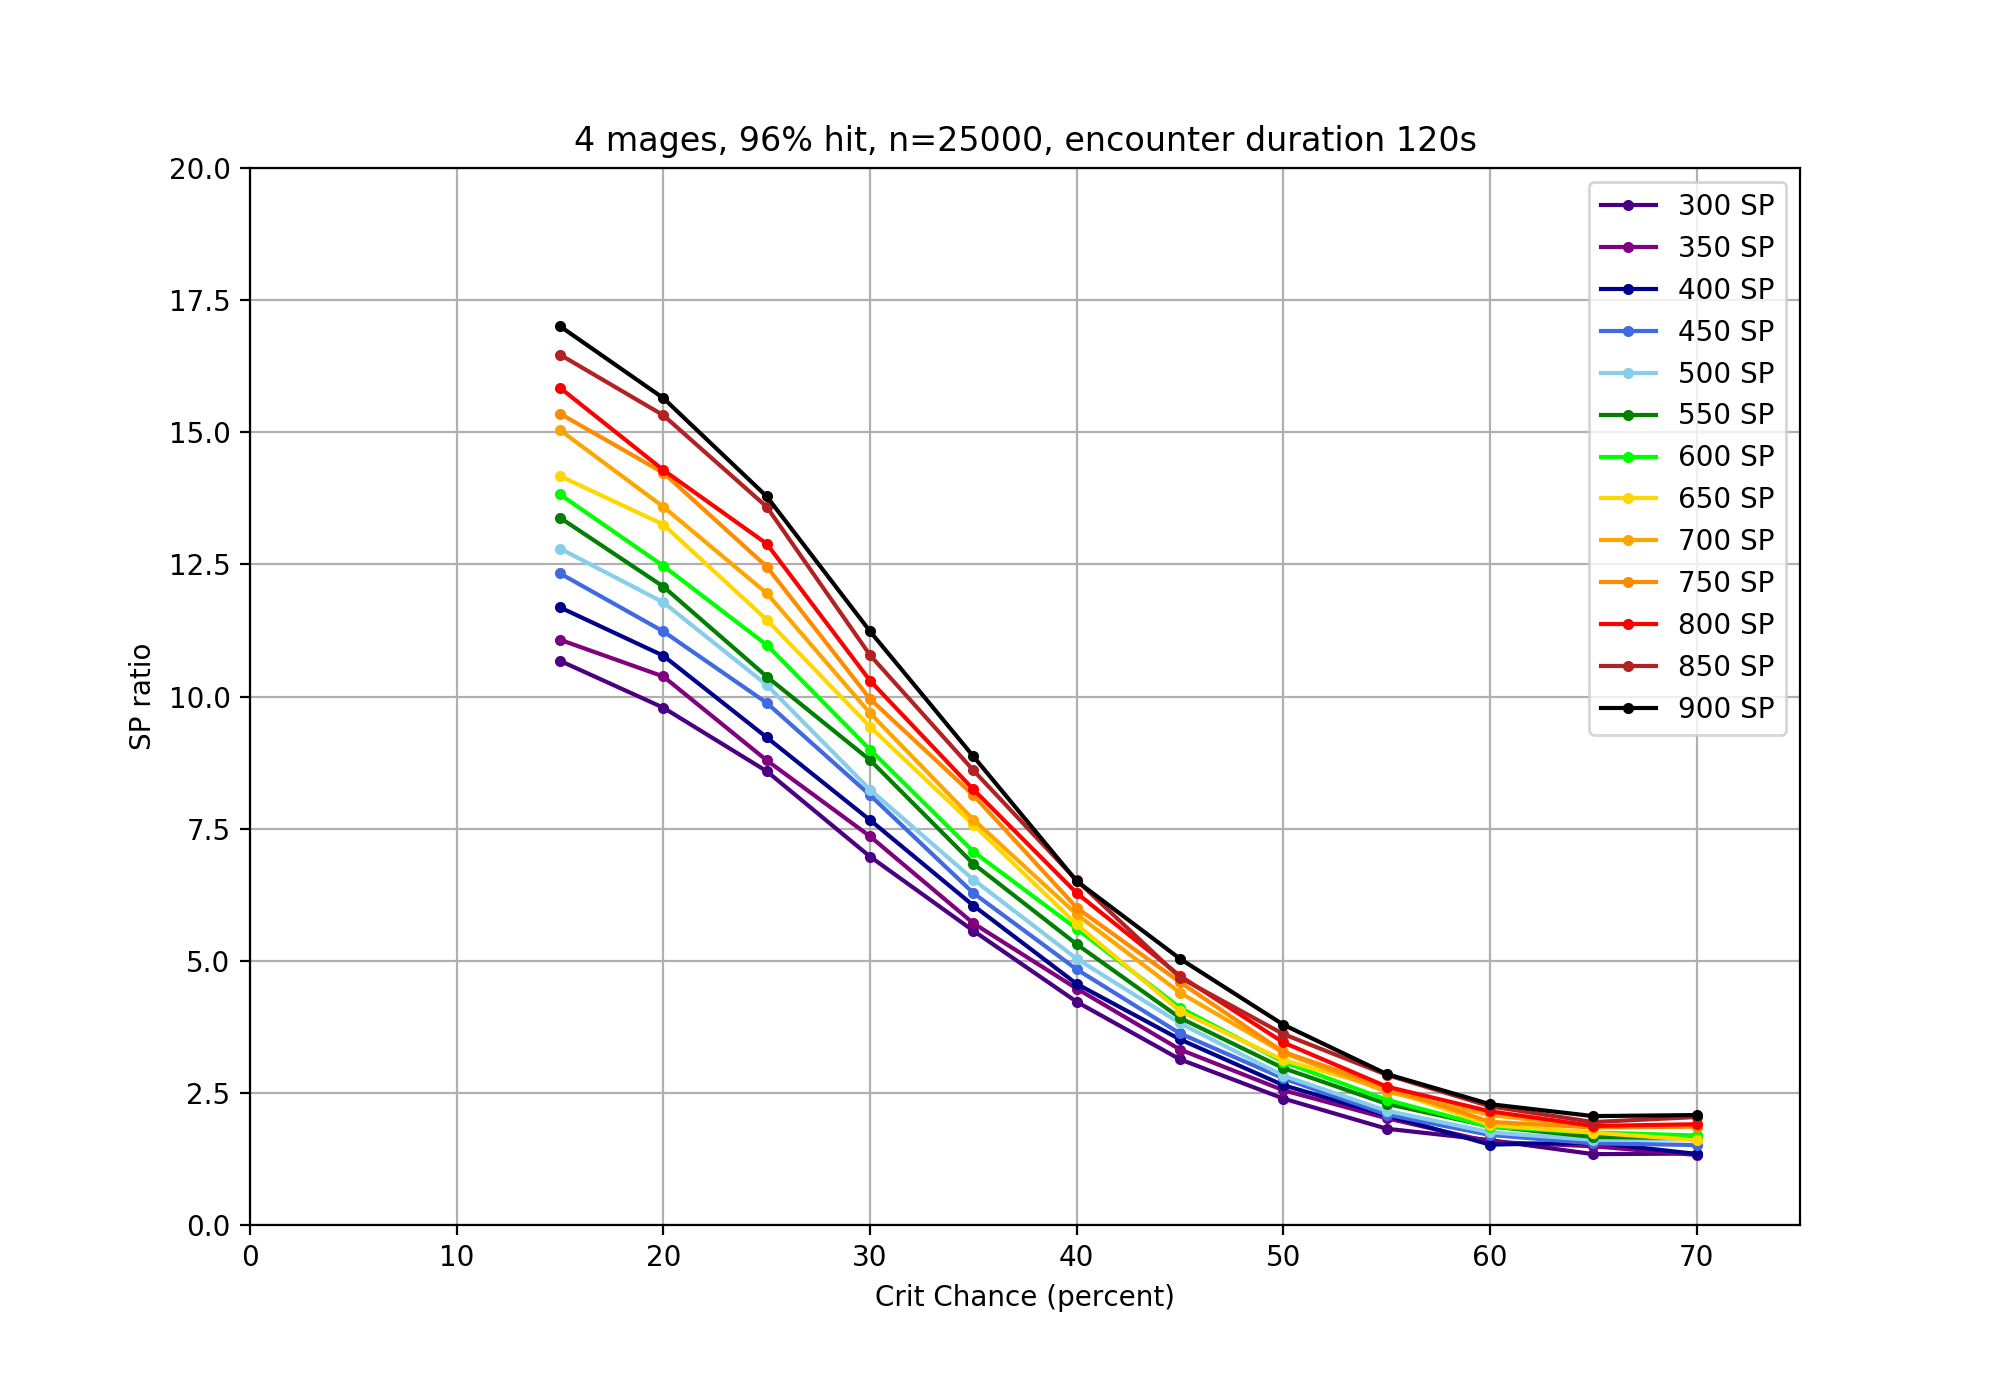 4 mages, 96% hit, n=25000, encounter duration 120s
20.0
17.5
15.0
12.5
10.0
7.5
5.0
2.5
0.0
SP ratio
300 SP
350 SP
400 SP
450 SP
500 SP
550 SP
600 SP
650 SP
700 SP
750 SP
800 SP
850 SP
900 SP
0 10 20 30 40 50 60 70
Crit Chance (percent)